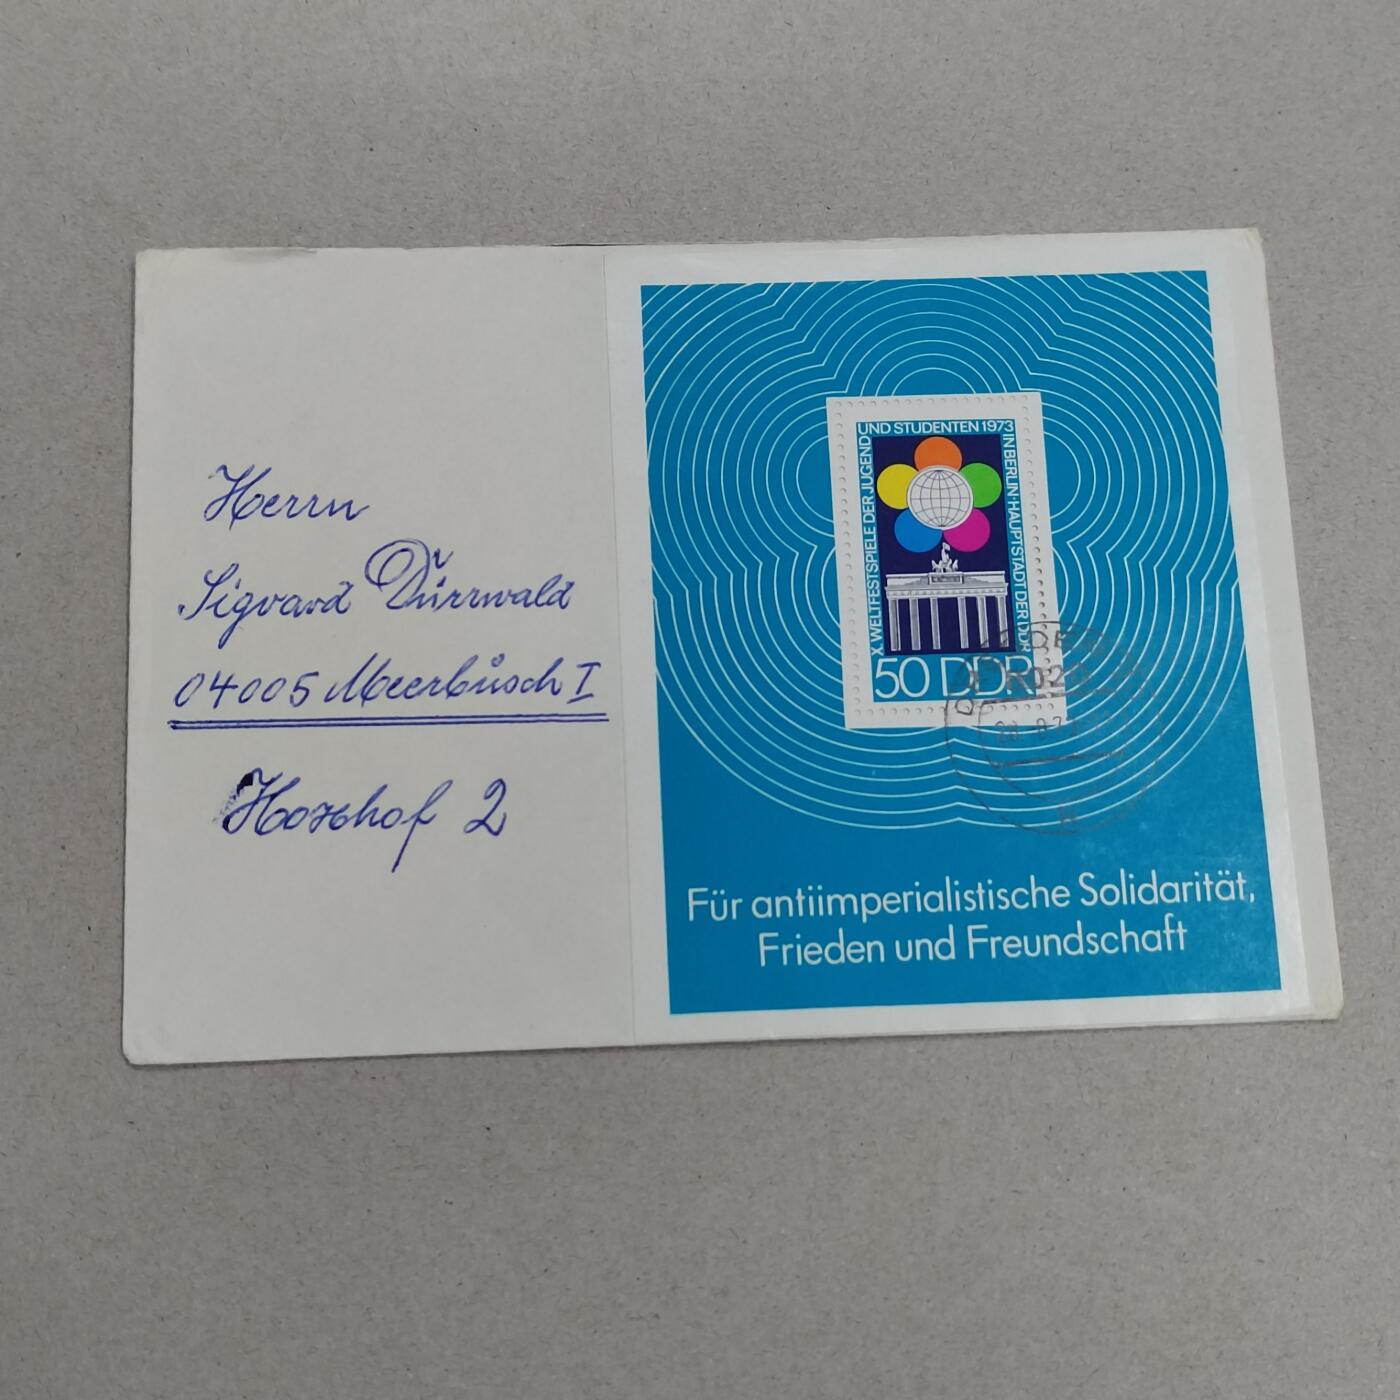 Herrn
Sigvard Dürrwald
04005 Meerbusch I
2
X. WELTFESTSPIELE DER JUGEND UND STUDENTEN 1973 IN BERLIN·HAUPTSTADT DER DDR
50 DDR
Für antiimperialistische Solidarität,
Frieden und Freundschaft